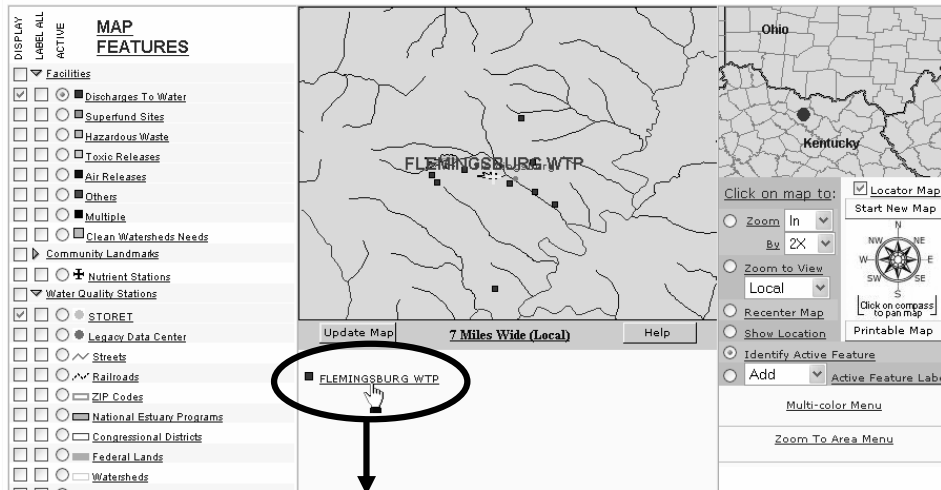 DISPLAY
LABEL ALL
ACTIVE
MAP
FEATURES
Facilities
Discharges To Water
Superfund Sites
Hazardous Waste
Toxic Releases
Air Releases
Others
Multiple
Clean Watersheds Needs
Community Landmarks
Nutrient Stations
Water Quality Stations
STORET
Legacy Data Center
Streets
Railroads
ZIP Codes
National Estuary Programs
Congressional Districts
Federal Lands
Watersheds
FLEMINGSBURG WTP
Update Map
7 Miles Wide (Local)
Help
FLEMINGSBURG WTP
Ohio
Kentucky
Click on map to:
Locator Map
Start New Map
Zoom In
By 2X
Zoom to View
Local
Recenter Map
Show Location
Identify Active Feature
Add Active Feature Labe
N
NW NE
W E
SW SE
S
Click on compass
to pan map
Printable Map
Multi-color Menu
Zoom To Area Menu